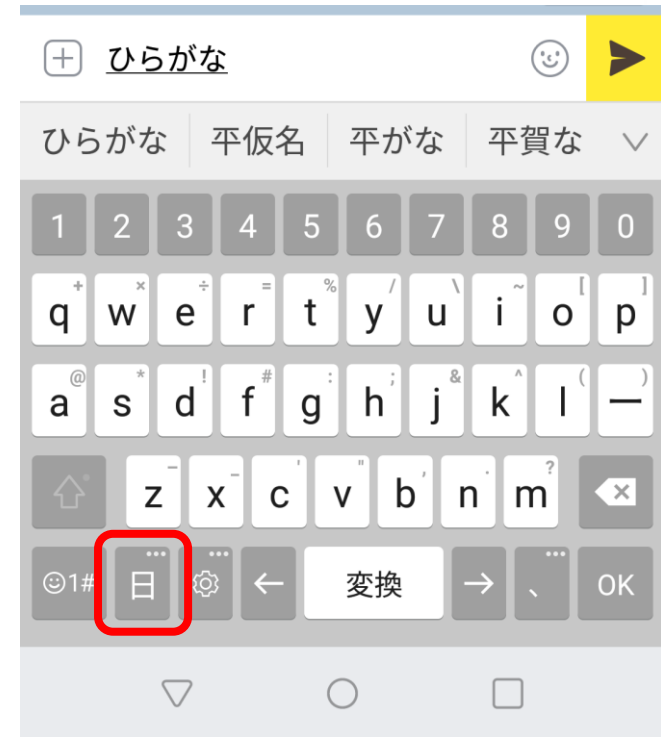 ひらがな
ひらがな 平仮名 平がな 平賀な
1 2 3 4 5 6 7 8 9 0
q + w × e ÷ r = t % y / u \ i ~ o [ p ]
a @ s * d ! f # g : h ; j & k ^ l ( ー )
z - x _ c ' v " b , n . m ?
1# 日 ← 変換 → 、 OK